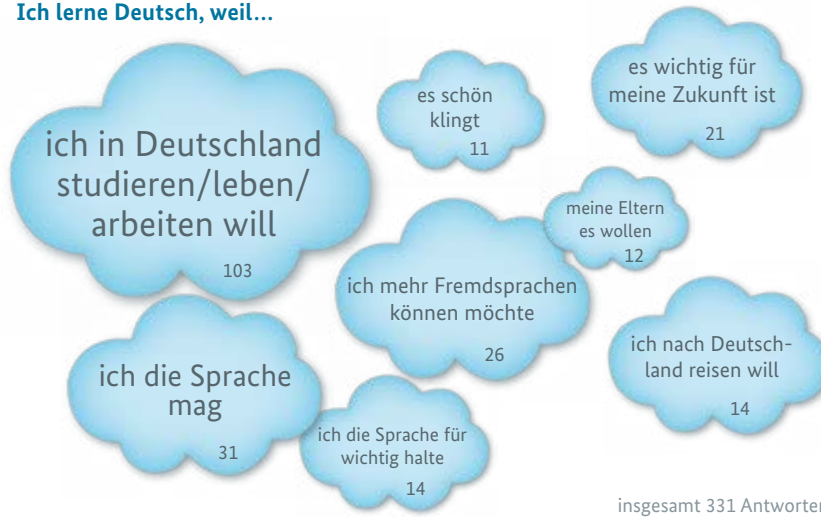 Ich lerne Deutsch, weil…
ich in Deutschland
studieren/leben/
arbeiten will
103
es schön
klingt
11
es wichtig für
meine Zukunft ist
21
meine Eltern
es wollen
12
ich mehr Fremdsprachen
können möchte
26
ich nach Deutsch-
land reisen will
14
ich die Sprache
mag
31
ich die Sprache für
wichtig halte
14
insgesamt 331 Antworten